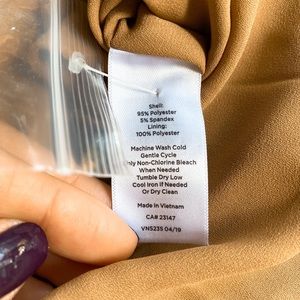 Shell:
95% Polyester
5% Spandex
Lining:
100% Polyester
Machine Wash Cold
Gentle Cycle
nly Non-Chlorine Bleach
When Needed
Tumble Dry Low
Cool Iron if Needed
Or Dry Clean
Made in Vietnam
CA# 23147
VN5235 04/19